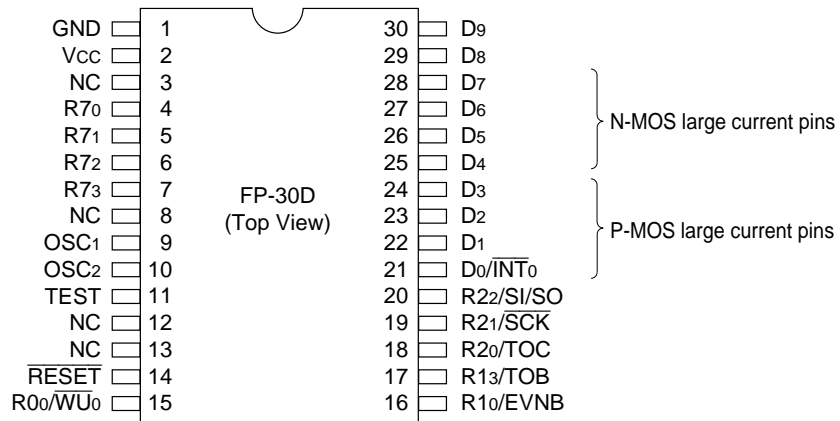 GND 1 30 D9
VCC 2 29 D8
NC 3 28 D7
R70 4 27 D6
R71 5 26 D5
R72 6 25 D4
N-MOS large current pins
R73 7 24 D3
NC 8 23 D2
OSC1 9 22 D1
OSC2 10 21 D0/INT0
P-MOS large current pins
FP-30D
(Top View)
TEST 11 20 R22/SI/SO
NC 12 19 R21/SCK
NC 13 18 R20/TOC
RESET 14 17 R13/TOB
R00/WU0 15 16 R10/EVNB